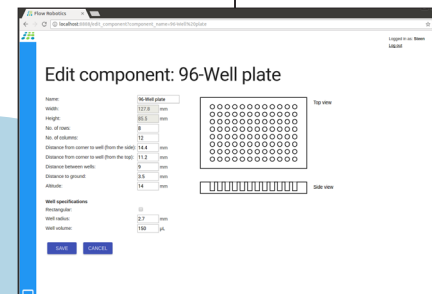 Flow Robotics
localhost:8000/edit_component?component_name=96-Well%20plate
Logged in as: Steen
Log out
Edit component: 96-Well plate
Name: 96-Well plate
Width: 127.8 mm
Height: 85.5 mm
No. of rows: 8
No. of columns: 12
Distance from corner to well (from the side): 14.4 mm
Distance from corner to well (from the top): 11.2 mm
Distance between wells: 9 mm
Distance to ground: 3.5 mm
Altitude: 14 mm
Well specifications
Rectangular:
Well radius: 2.7 mm
Well volume: 150 µL
SAVE CANCEL
Top view
Side view